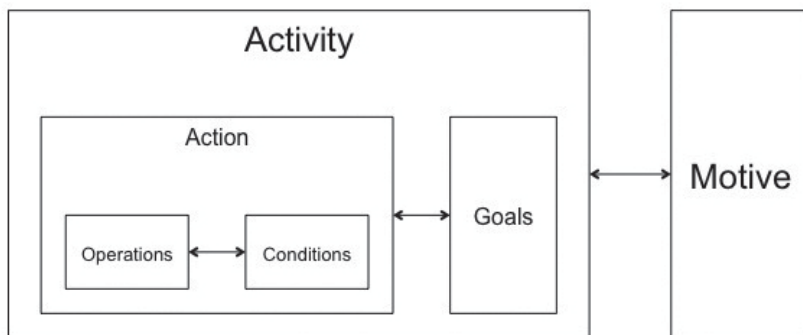 Activity
Action
Motive
Goals
Operations
Conditions